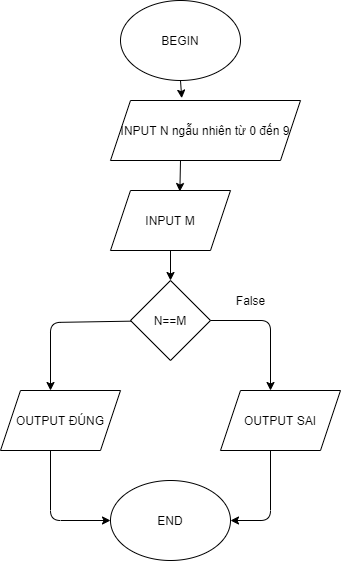 BEGIN
INPUT N ngẫu nhiên từ 0 đến 9
INPUT M
N==M
False
OUTPUT ĐÚNG
OUTPUT SAI
END